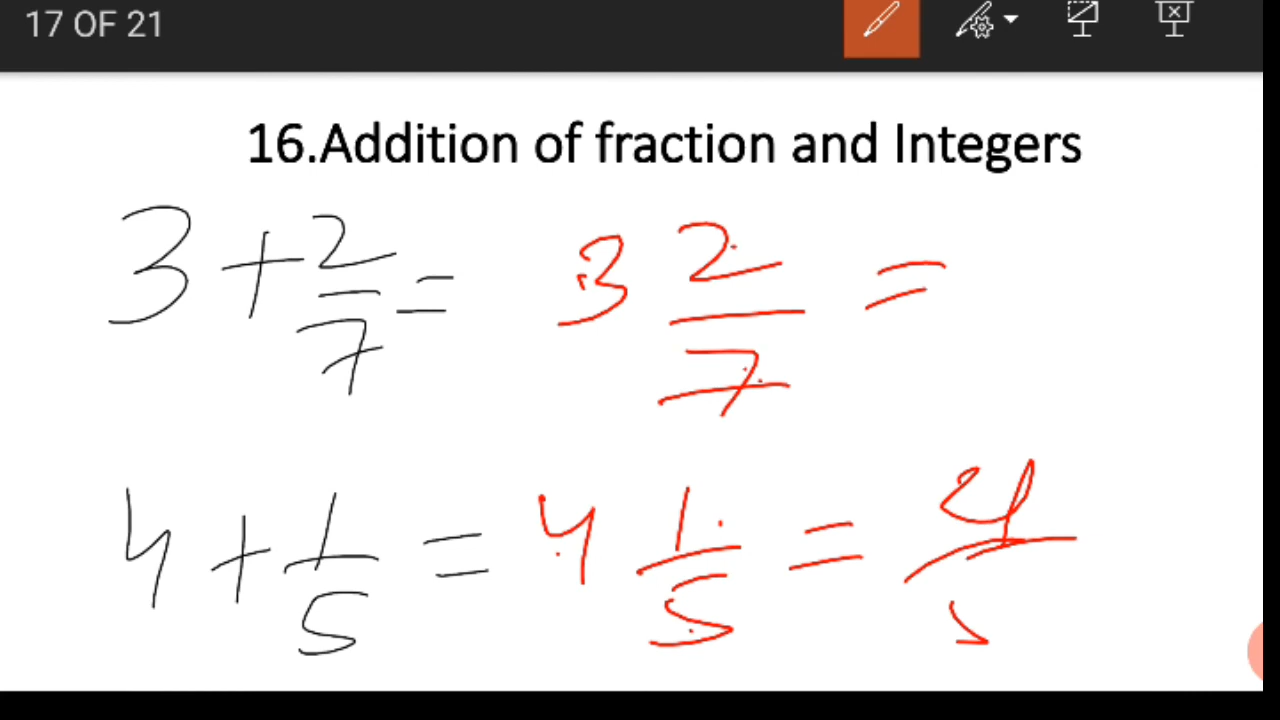 17 OF 21
16.Addition of fraction and Integers
3 + 2/7 = 3 2/7 =
4 + 1/5 = 4 1/5 =